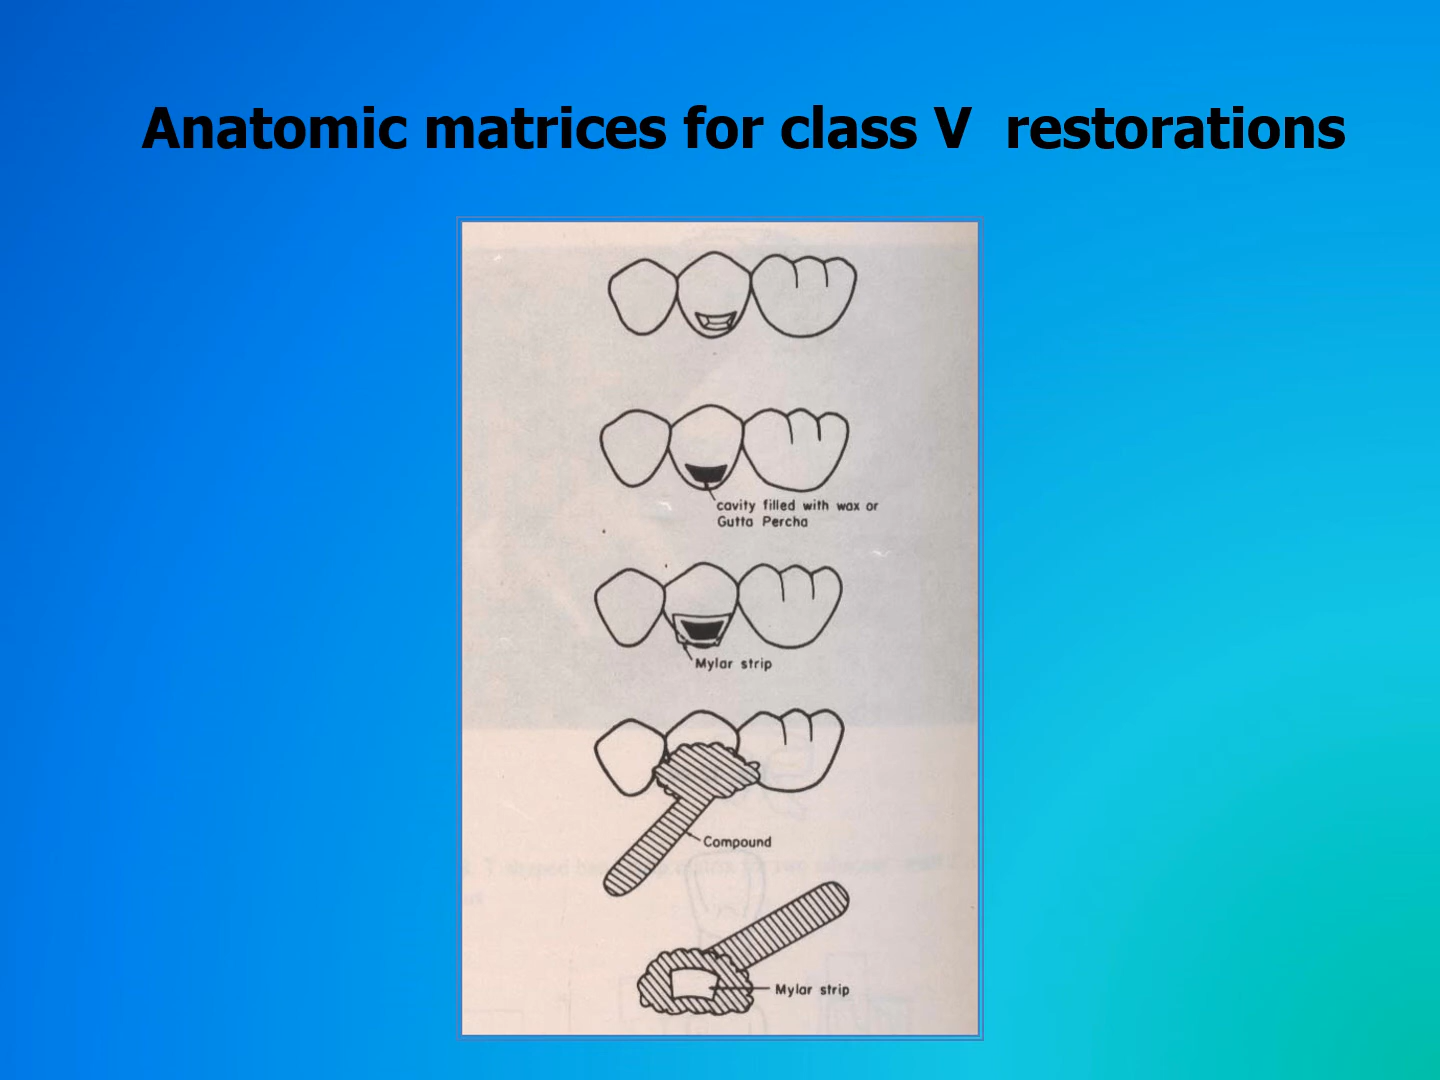 Anatomic matrices for class V restorations
cavity filled with wax or
Gutta Percha
Mylar strip
Compound
Mylar strip